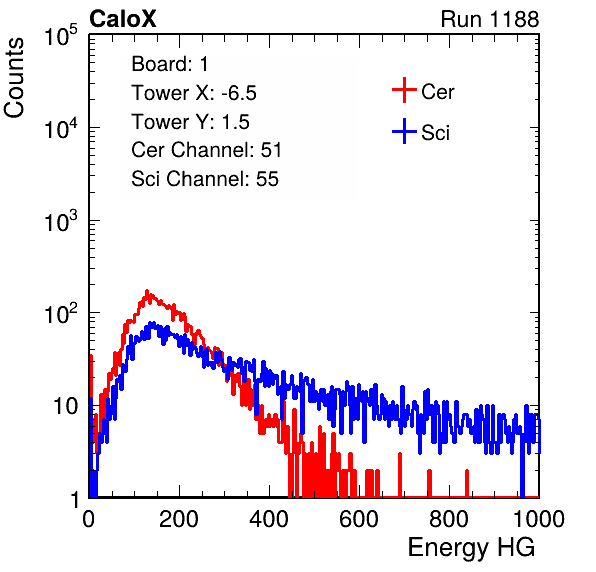 CaloX Run 1188
Counts
Board: 1
Tower X: -6.5
Tower Y: 1.5
Cer Channel: 51
Sci Channel: 55
Cer
Sci
10^5
10^4
10^3
10^2
10
1
0 200 400 600 800 1000
Energy HG